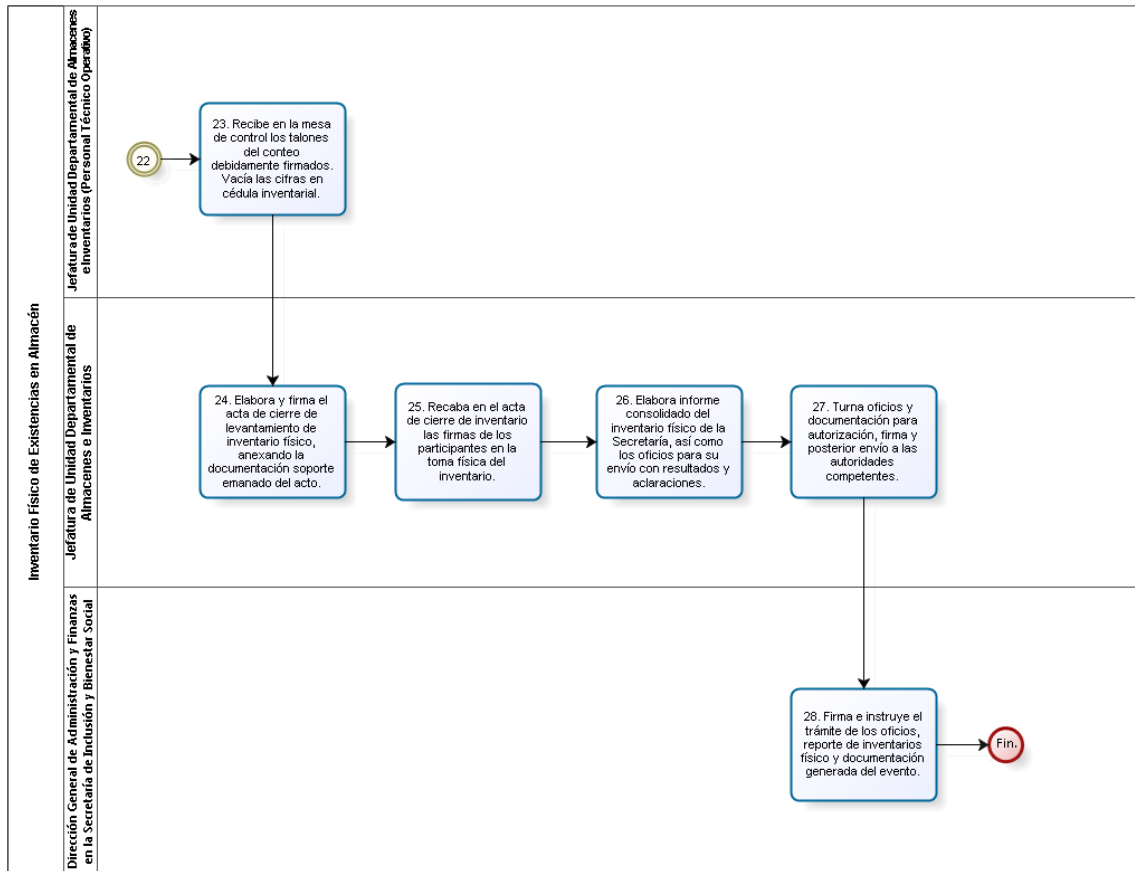 Inventario Físico de Existencias en Almacén
Jefatura de Unidad Departamental de Almacenes
e Inventarios (Personal Técnico Operativo)
22
23. Recibe en la mesa
de control los talones
del conteo
debidamente firmados.
Vacía las cifras en
cédula inventarial.
Jefatura de Unidad Departamental de
Almacenes e Inventarios
24. Elabora y firma el
acta de cierre de
levantamiento de
inventario físico,
anexando la
documentación soporte
emanado del acto.
25. Recaba en el acta
de cierre de inventario
las firmas de los
participantes en la
toma física del
inventario.
26. Elabora informe
consolidado del
inventario físico de la
Secretaría, así como
los oficios para su
envío con resultados y
aclaraciones.
27. Turna oficios y
documentación para
autorización, firma y
posterior envío a las
autoridades
competentes.
Dirección General de Administración y Finanzas
en la Secretaría de Inclusión y Bienestar Social
28. Firma e instruye el
trámite de los oficios,
reporte de inventarios
físico y documentación
generada del evento.
Fin.